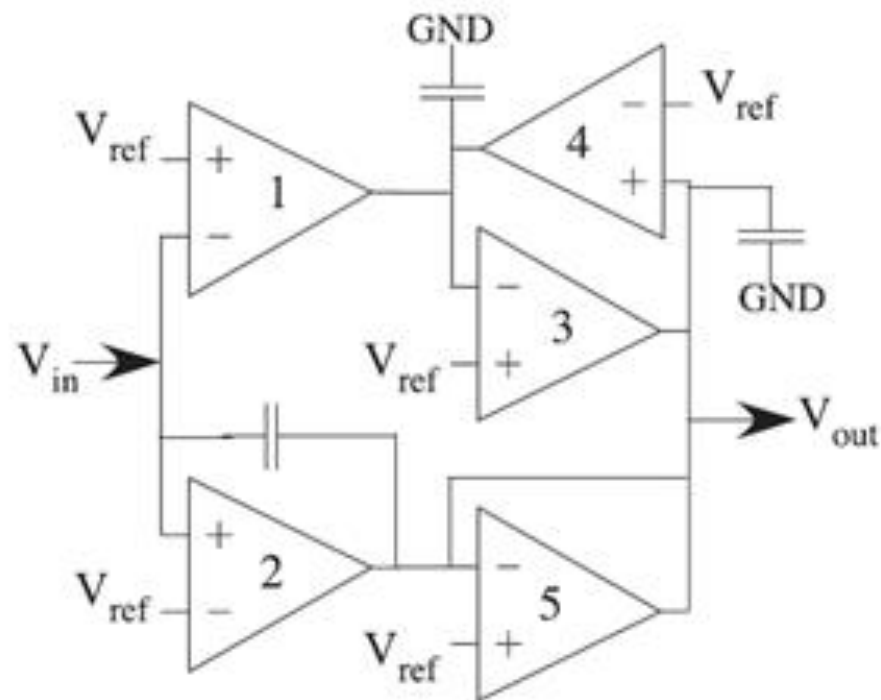 GND
V_ref
− V_ref
+
1
4
+
−
GND
−
3
V_ref
+
V_in
V_out
+
2
−
V_ref
−
5
V_ref
+